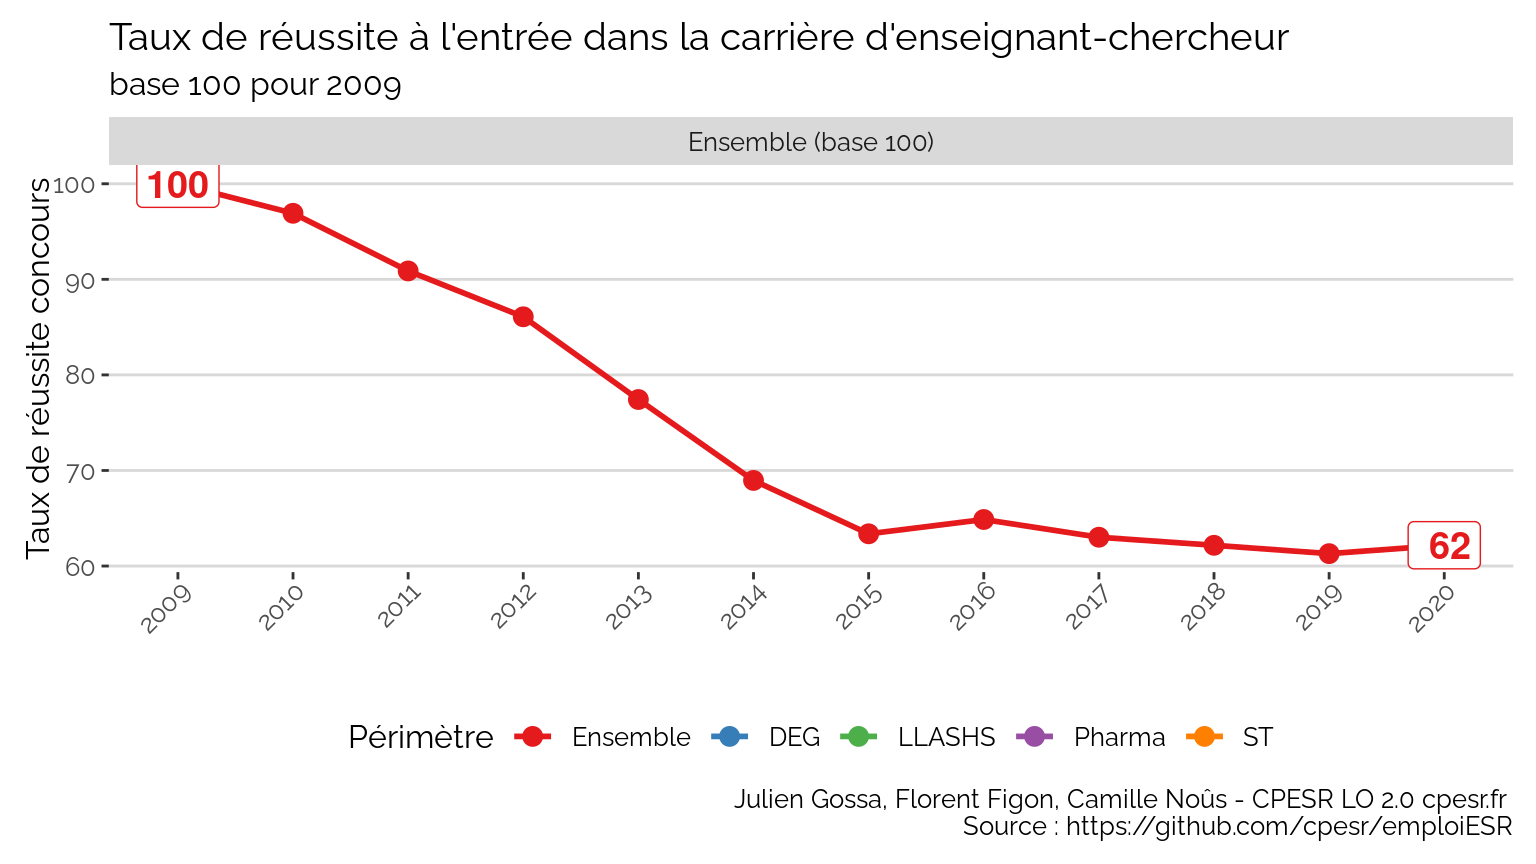 Taux de réussite à l'entrée dans la carrière d'enseignant-chercheur
base 100 pour 2009
Ensemble (base 100)
Taux de réussite concours
100
90
80
70
60
100
62
2009
2010
2011
2012
2013
2014
2015
2016
2017
2018
2019
2020
Périmètre Ensemble DEG LLASHS Pharma ST
Julien Gossa, Florent Figon, Camille Noûs - CPESR LO 2.0 cpesr.fr
Source : https://github.com/cpesr/emploiESR